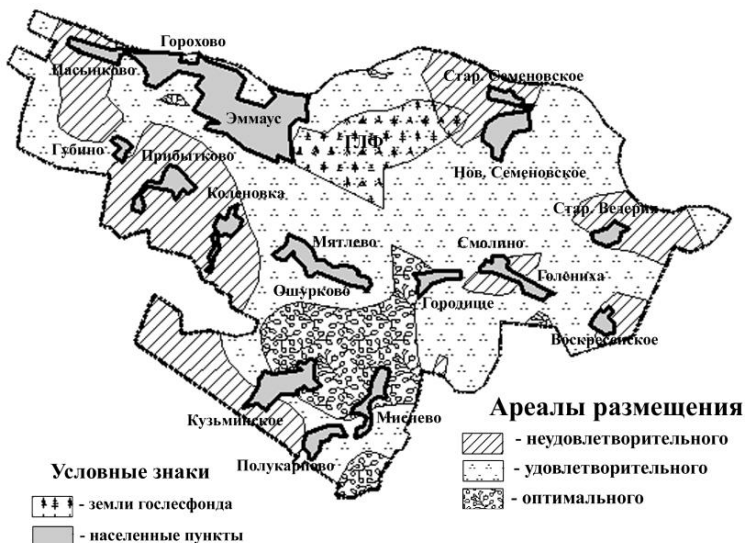 Горохово
Пасынково
Стар. Семеновское
Эммаус
ГЛФ
Губино
Прибытково
Нов. Семеновское
Коленовка
Стар. Ведерня
Мятлево
Смолино
Голениха
Ошурково
Городище
Воскресенское
Кузьминское
Мислево
Полукарпово
Ареалы размещения
- неудовлетворительного
- удовлетворительного
- оптимального
Условные знаки
- земли гослесфонда
- населенные пункты